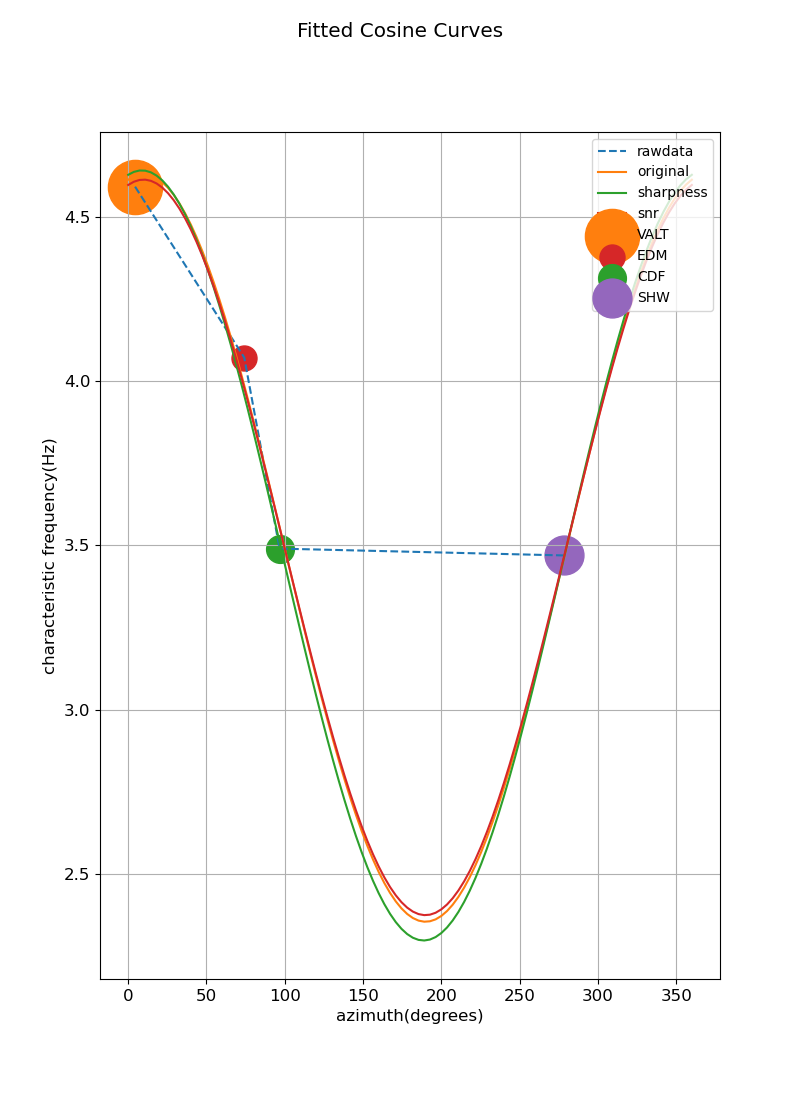 Fitted Cosine Curves
rawdata
original
sharpness
snr
VALT
EDM
CDF
SHW
4.5
4.0
3.5
3.0
2.5
characteristic frequency(Hz)
0 50 100 150 200 250 300 350
azimuth(degrees)